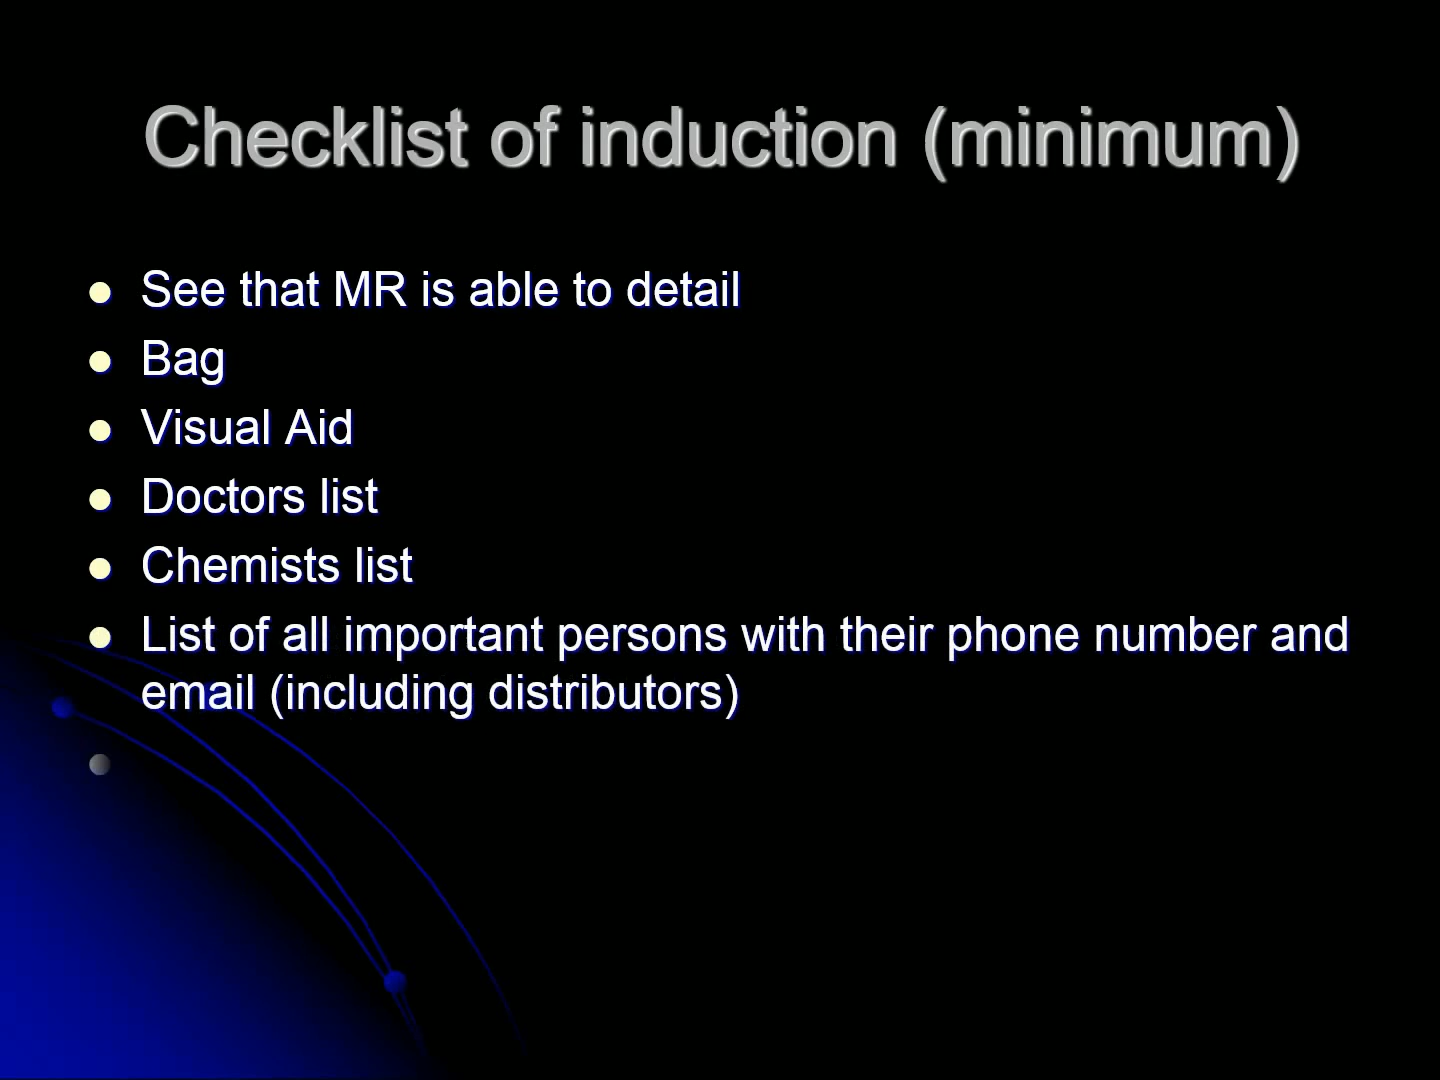 Checklist of induction (minimum)
See that MR is able to detail
Bag
Visual Aid
Doctors list
Chemists list
List of all important persons with their phone number and
email (including distributors)